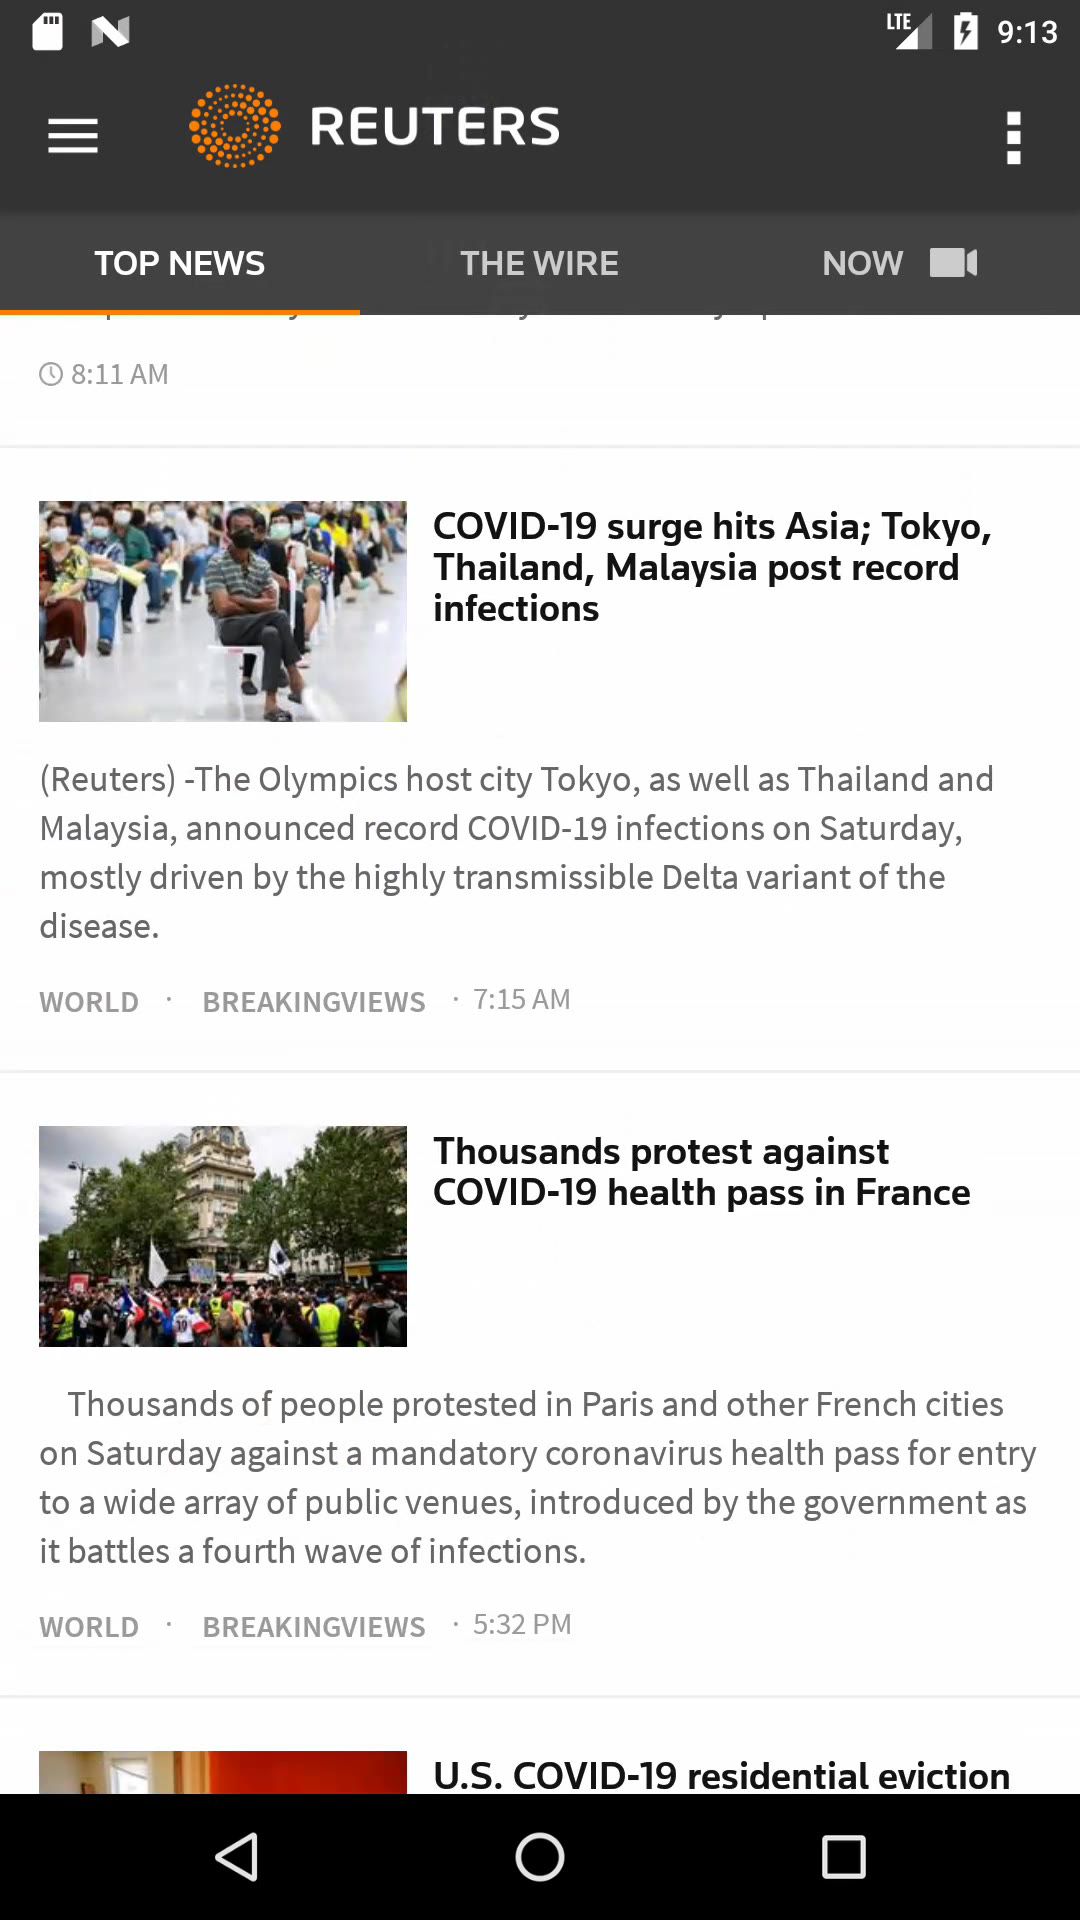 LTE 9:13
REUTERS
TOP NEWS THE WIRE NOW
8:11 AM
COVID-19 surge hits Asia; Tokyo,
Thailand, Malaysia post record
infections
(Reuters) -The Olympics host city Tokyo, as well as Thailand and
Malaysia, announced record COVID-19 infections on Saturday,
mostly driven by the highly transmissible Delta variant of the
disease.
WORLD · BREAKINGVIEWS · 7:15 AM
Thousands protest against
COVID-19 health pass in France
Thousands of people protested in Paris and other French cities
on Saturday against a mandatory coronavirus health pass for entry
to a wide array of public venues, introduced by the government as
it battles a fourth wave of infections.
WORLD · BREAKINGVIEWS · 5:32 PM
U.S. COVID-19 residential eviction